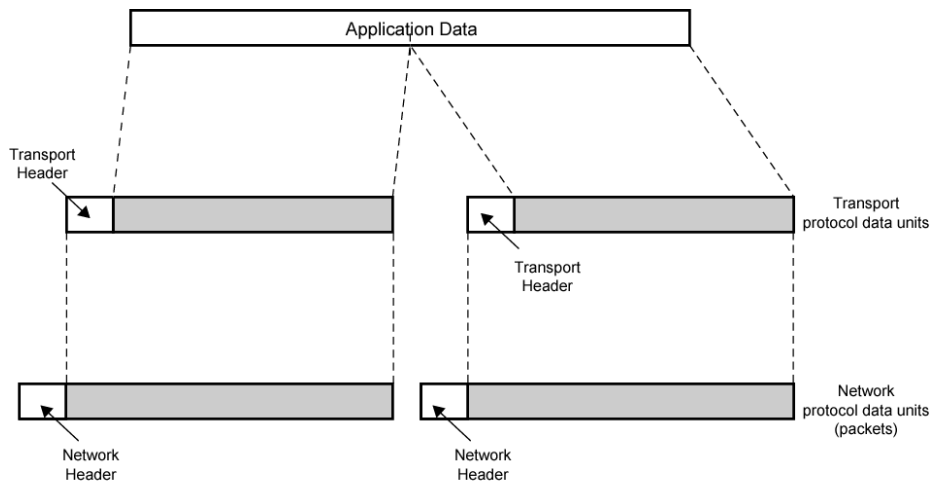 Application Data
Transport
Header
Transport
protocol data units
Transport
Header
Network
protocol data units
(packets)
Network
Header
Network
Header